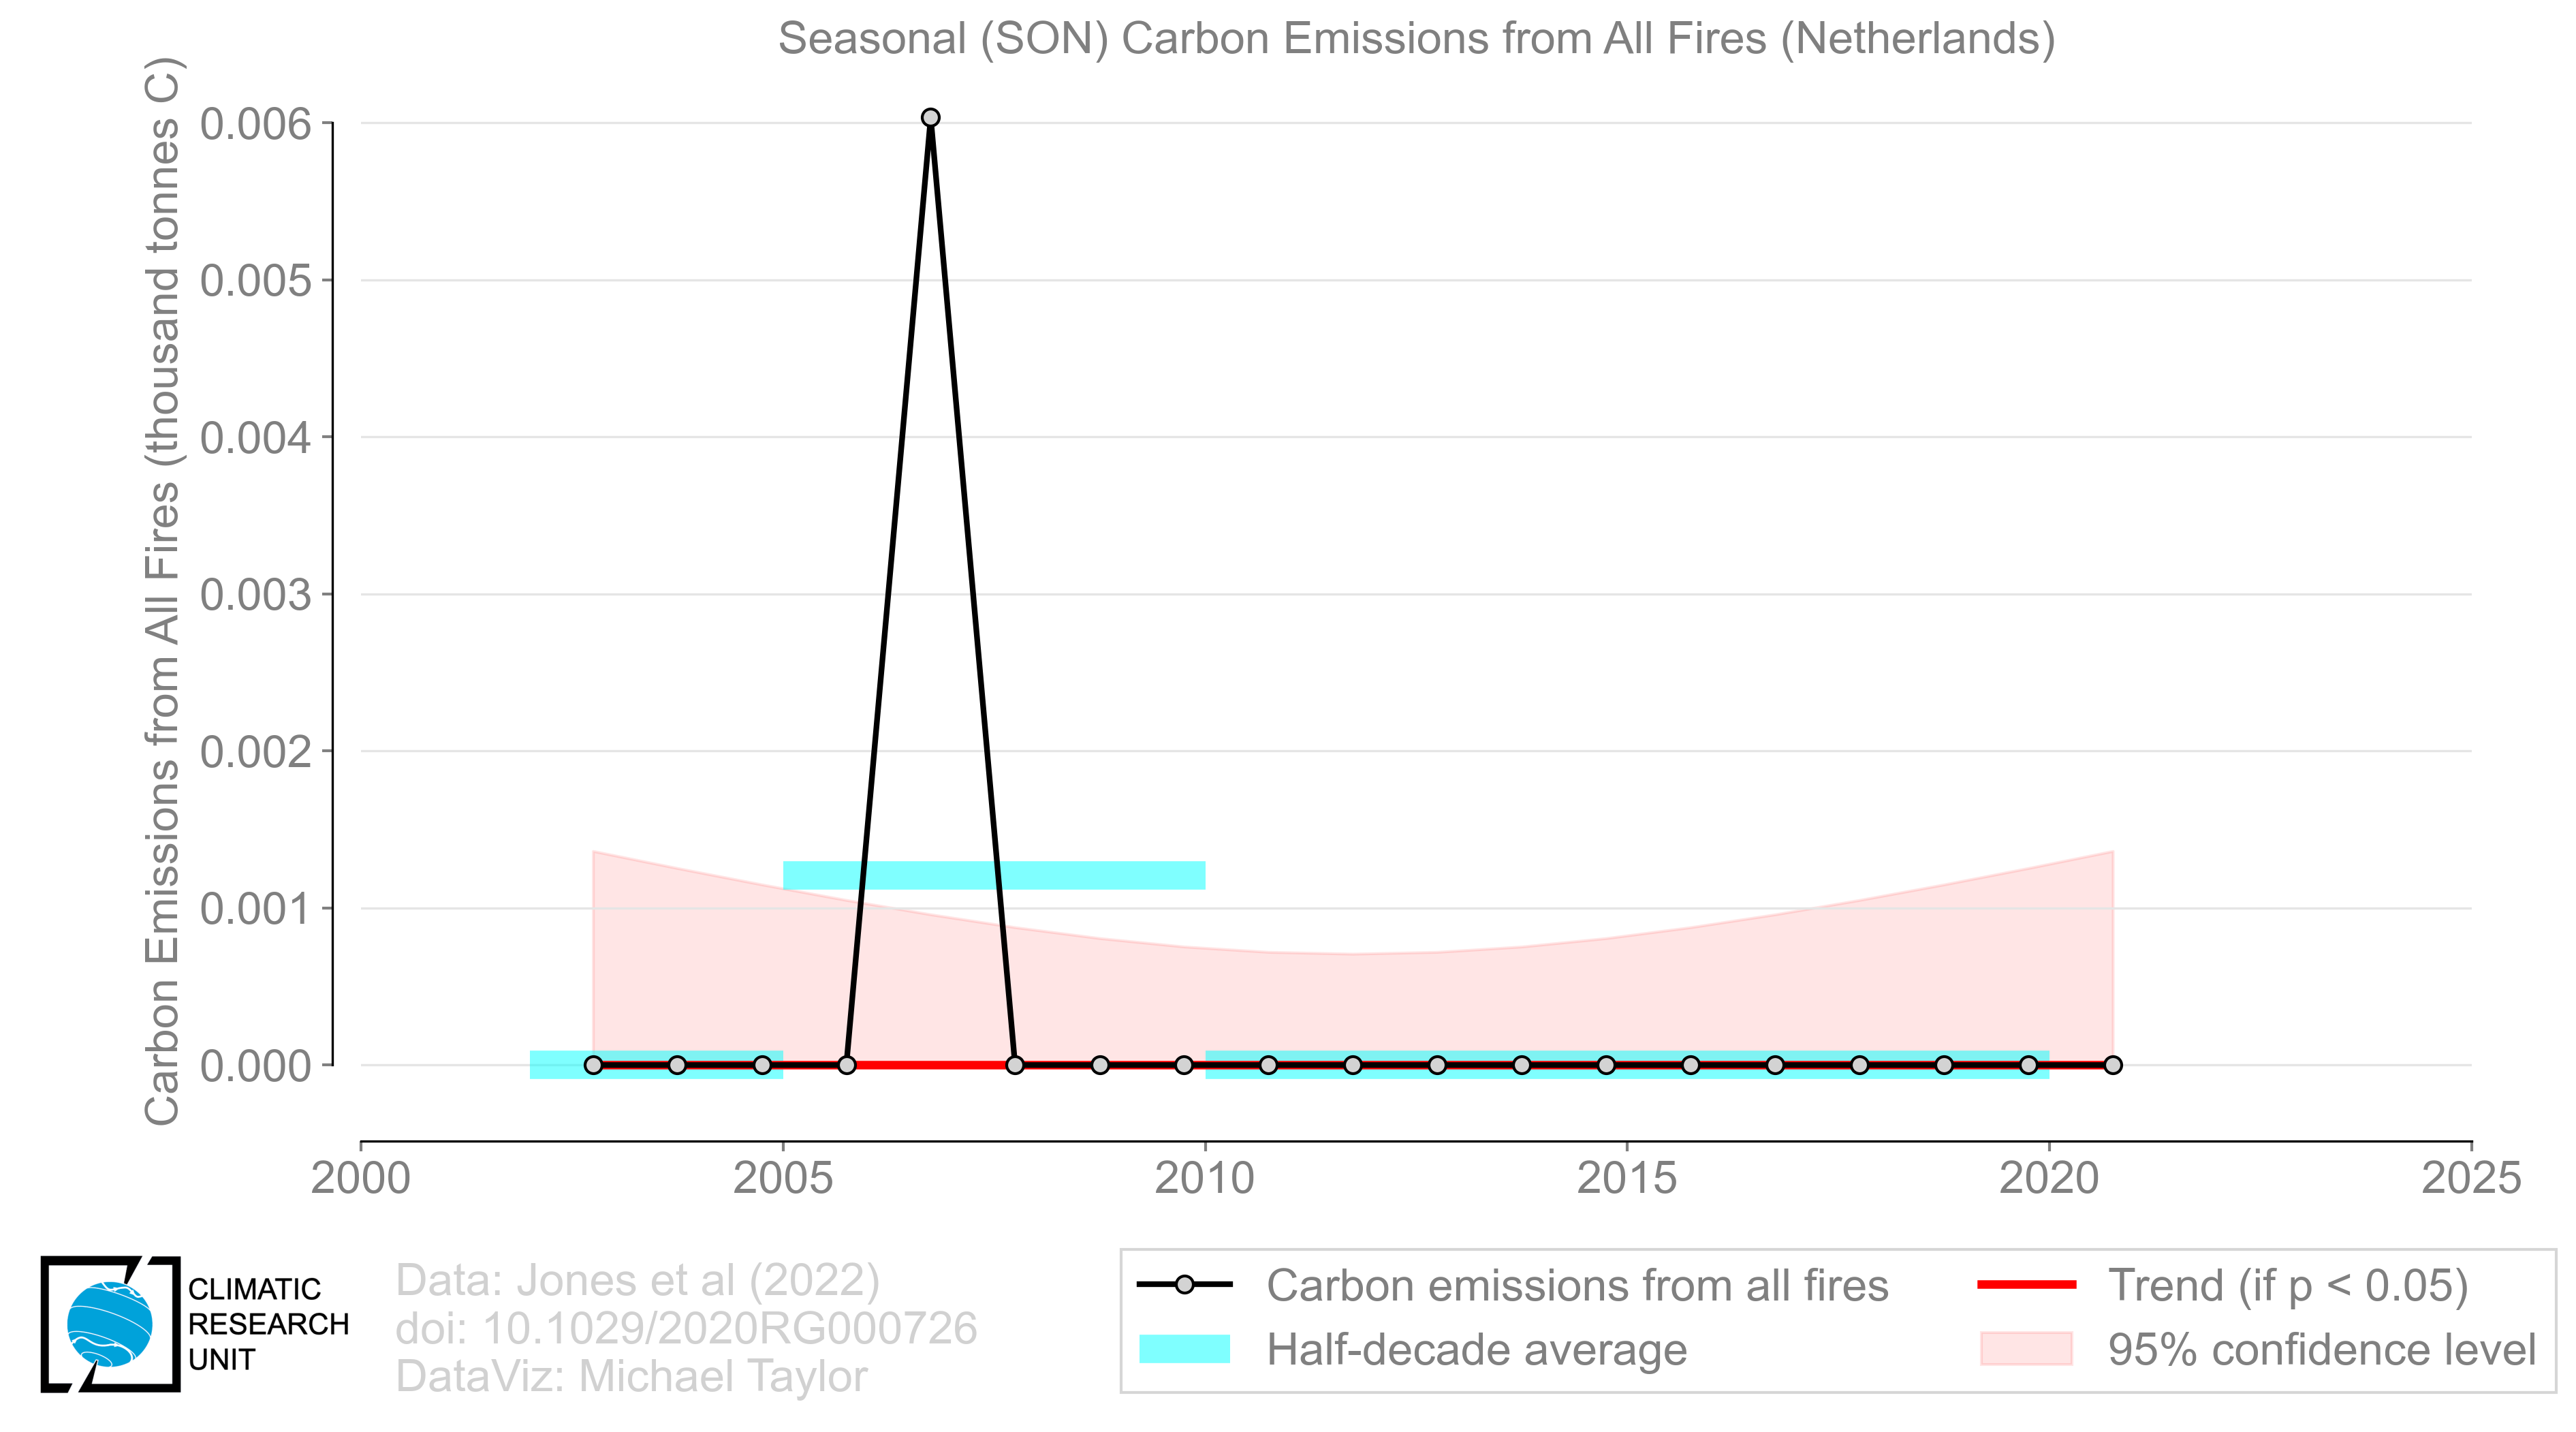 Seasonal (SON) Carbon Emissions from All Fires (Netherlands)
Carbon Emissions from All Fires (thousand tonnes C)
0.006
0.005
0.004
0.003
0.002
0.001
0.000
2000 2005 2010 2015 2020 2025
CLIMATIC
RESEARCH
UNIT
Data: Jones et al (2022)
doi: 10.1029/2020RG000726
DataViz: Michael Taylor
Carbon emissions from all fires
Half-decade average
Trend (if p < 0.05)
95% confidence level